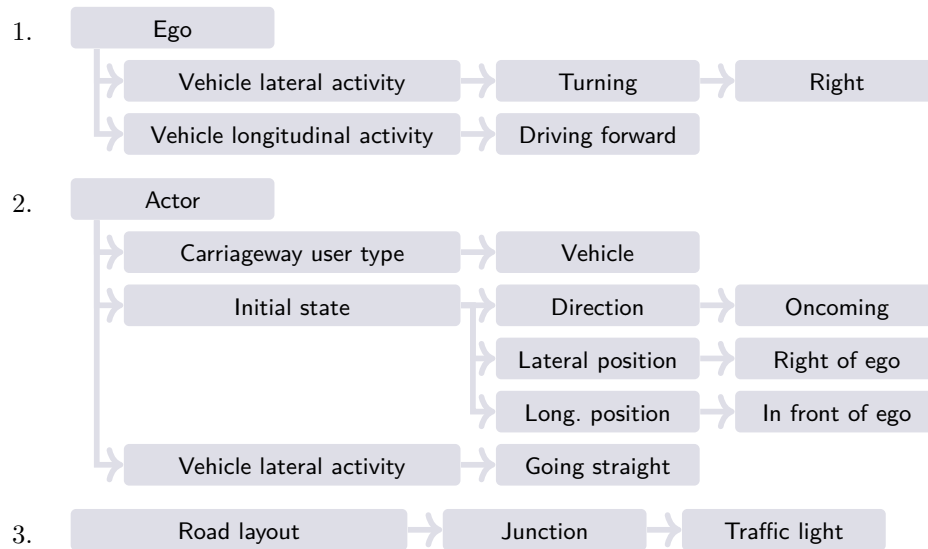 1. Ego
Vehicle lateral activity Turning Right
Vehicle longitudinal activity Driving forward
2. Actor
Carriageway user type Vehicle
Initial state Direction Oncoming
Lateral position Right of ego
Long. position In front of ego
Vehicle lateral activity Going straight
3. Road layout Junction Traffic light